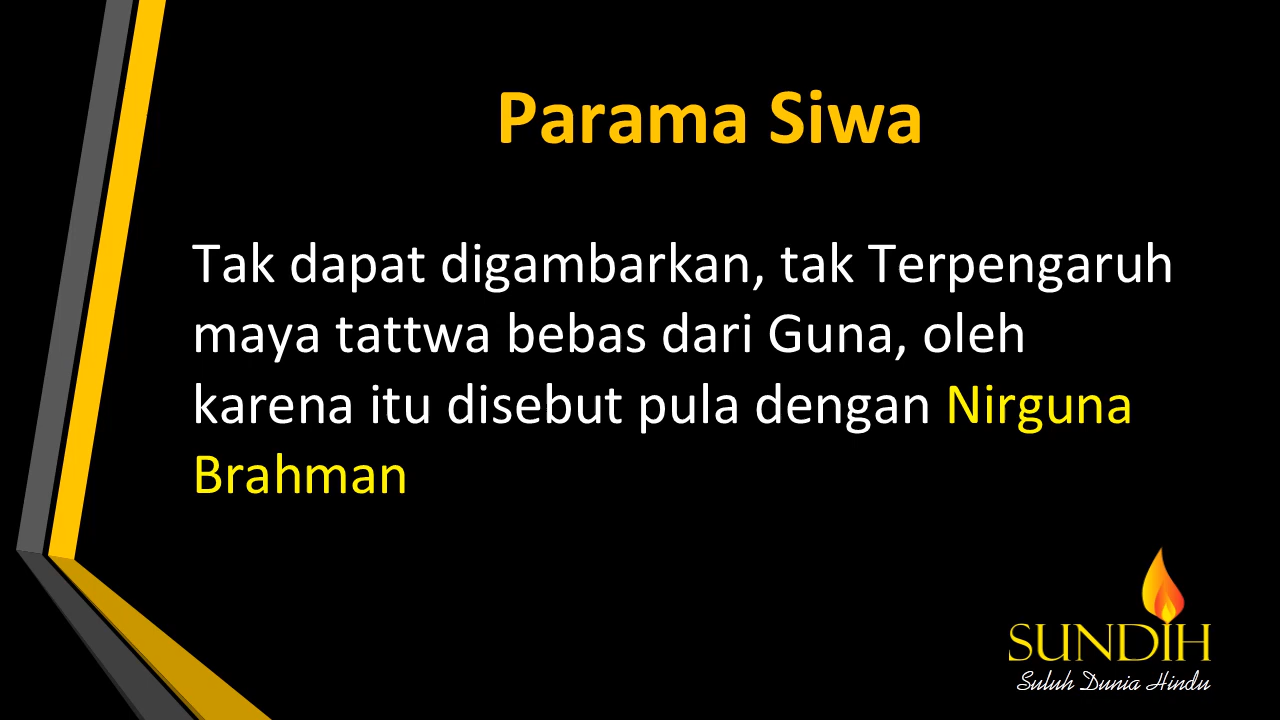 Parama Siwa
Tak dapat digambarkan, tak Terpengaruh
maya tattwa bebas dari Guna, oleh
karena itu disebut pula dengan Nirguna
Brahman
SUNDIH
Suluh Dunia Hindu